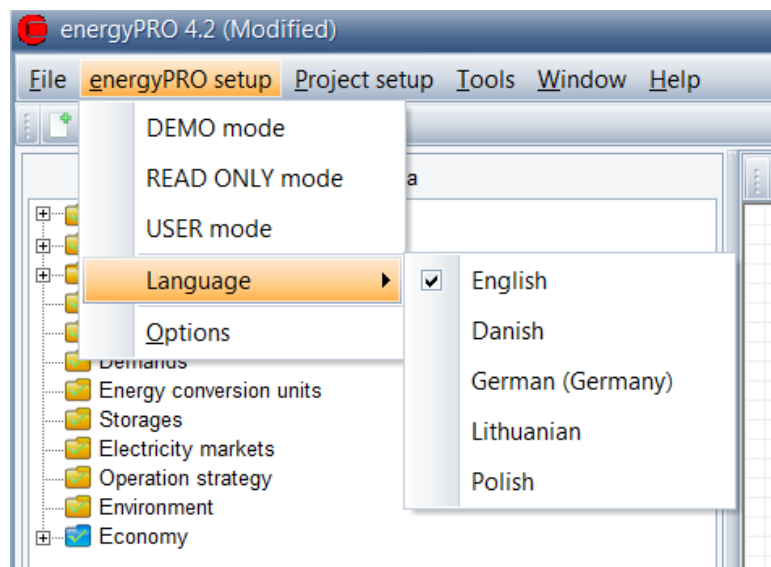 energyPRO 4.2 (Modified)
File energyPRO setup Project setup Tools Window Help
DEMO mode
READ ONLY mode
USER mode
Language
Options
English
Danish
German (Germany)
Lithuanian
Polish
Demands
Energy conversion units
Storages
Electricity markets
Operation strategy
Environment
Economy